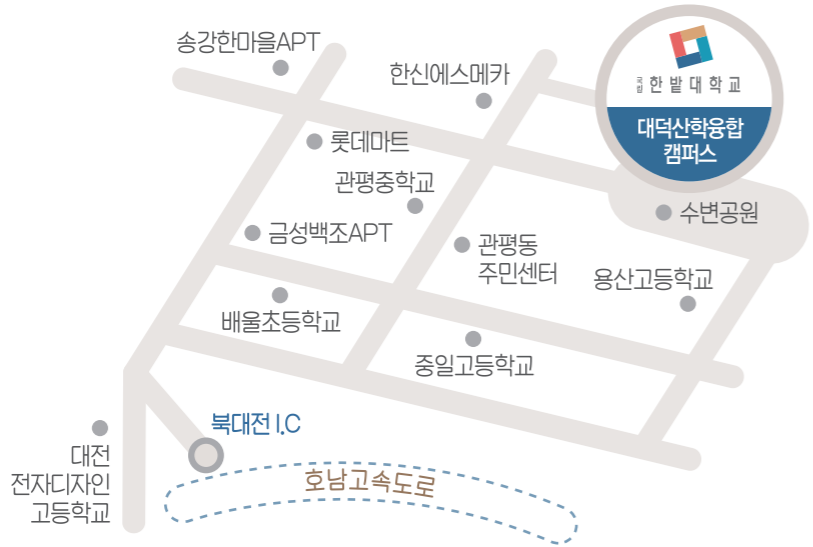 송강한마을APT
한신에스메카
국립 한밭대학교
대덕산학융합
캠퍼스
롯데마트
관평중학교
수변공원
금성백조APT
관평동
주민센터
용산고등학교
배울초등학교
중일고등학교
북대전 I.C
대전
전자디자인
고등학교
호남고속도로